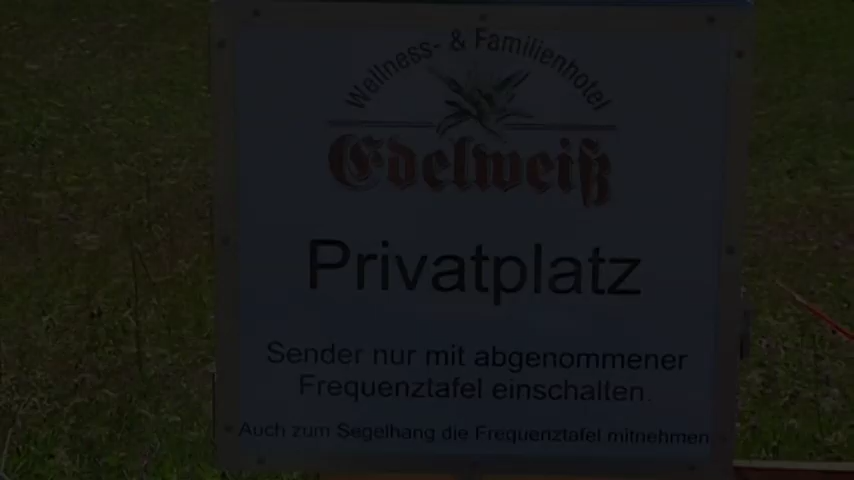 Wellness- & Familienhotel
Edelweiß
Privatplatz
Sender nur mit abgenommener
Frequenztafel einschalten.
Auch zum Segelhang die Frequenztafel mitnehmen